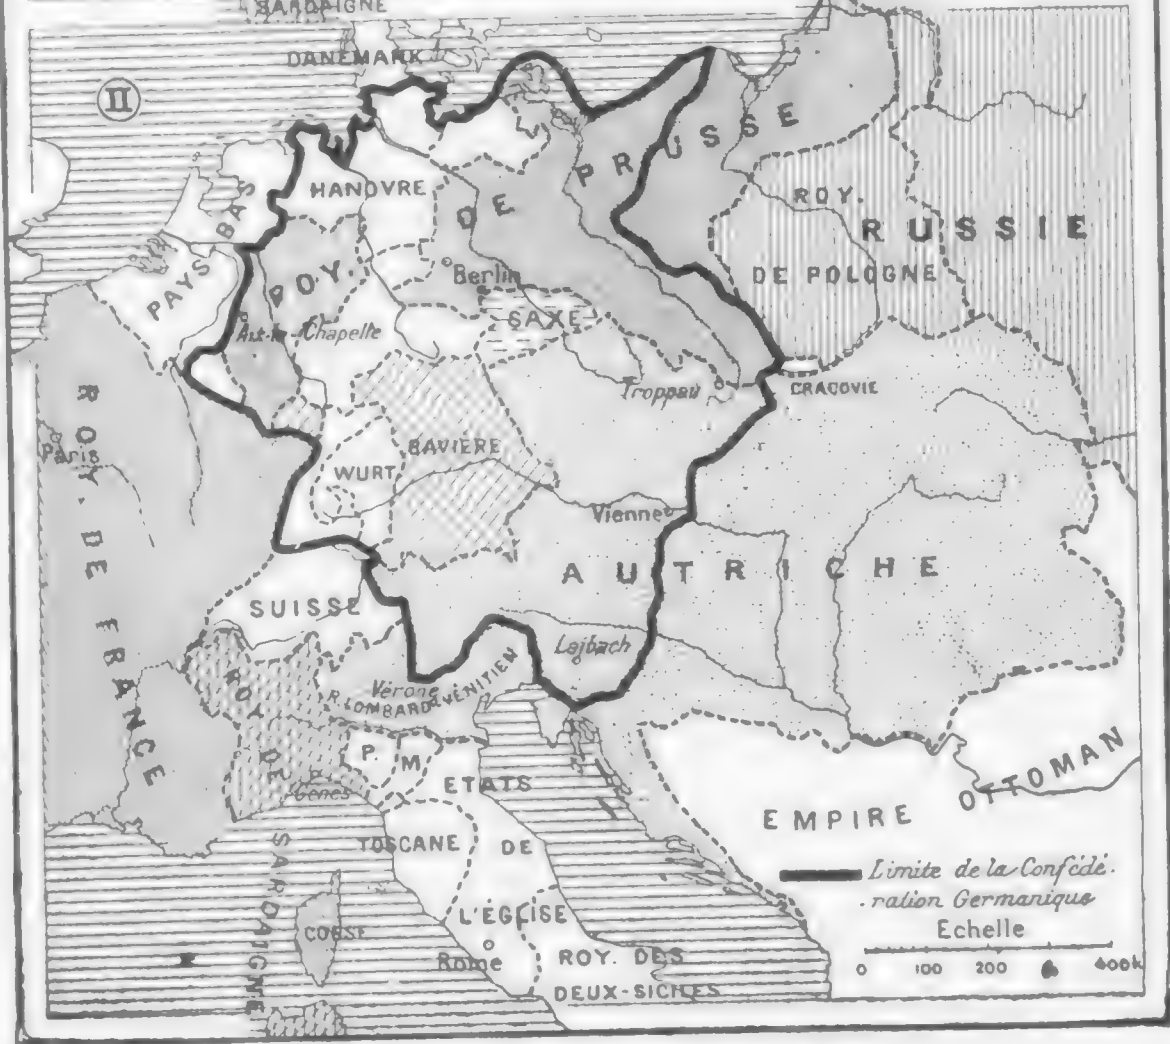 SARDAIGNE
DANEMARK
II
HANOVRE
PAYS BAS
ROY. DE PRUSSE
ROY.
DE POLOGNE
RUSSIE
Berlin
SAXE
Aix-la-Chapelle
Troppau
CRACOVIE
ROY. DE FRANCE
Paris
BAVIÈRE
WURT.
Vienne
AUTRICHE
SUISSE
Lajbach
Vérone
R. LOMBARD-VÉNITIEN
ROY. DE SARDAIGNE
P.
M
Gênes
ETATS
TOSCANE
DE
L'ÉGLISE
CORSE
Rome
ROY. DES
DEUX-SICILES
EMPIRE OTTOMAN
Limite de la Confédé-
ration Germanique
Echelle
0 100 200 400k